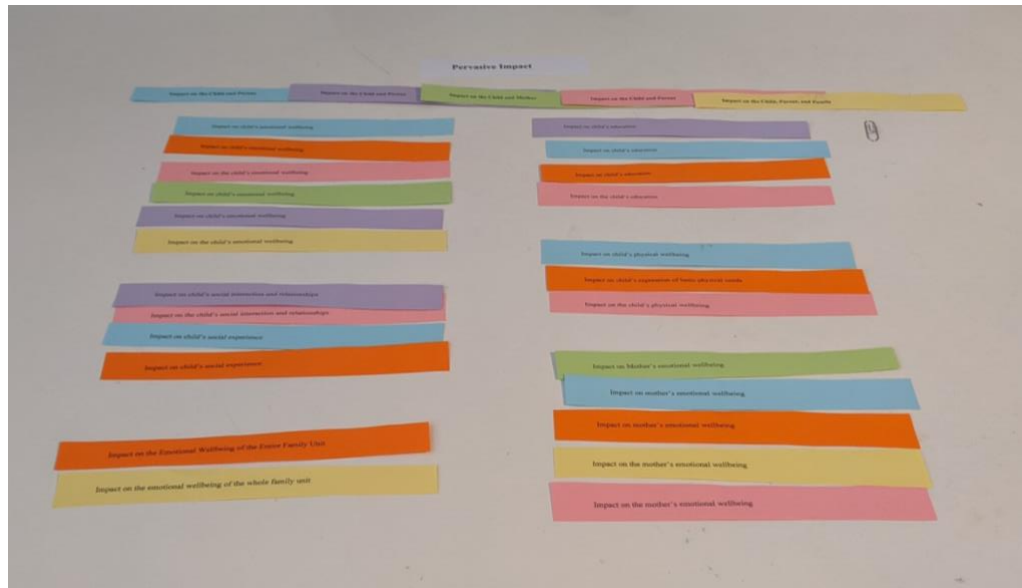 Pervasive Impact
Impact on the Child and Parent
Impact on the Child and Parent
Impact on the Child and Mother
Impact on the Child and Parent
Impact on the Child, Parent and Family
Impact on child's emotional wellbeing
Impact on child's emotional wellbeing
Impact on the child's emotional wellbeing
Impact on child's emotional wellbeing
Impact on child's emotional wellbeing
Impact on the child's emotional wellbeing
Impact on child's social interaction and relationships
Impact on the child's social interaction and relationships
Impact on child's social experience
Impact on child's social experience
Impact on the Emotional Wellbeing of the Entire Family Unit
Impact on the emotional wellbeing of the whole family unit
Impact on child's education
Impact on child's education
Impact on child's education
Impact on the child's education
Impact on child's physical wellbeing
Impact on child's experience of basic physical needs
Impact on the child's physical wellbeing
Impact on Mother's emotional wellbeing
Impact on mother's emotional wellbeing
Impact on mother's emotional wellbeing
Impact on the mother's emotional wellbeing
Impact on the mother's emotional wellbeing